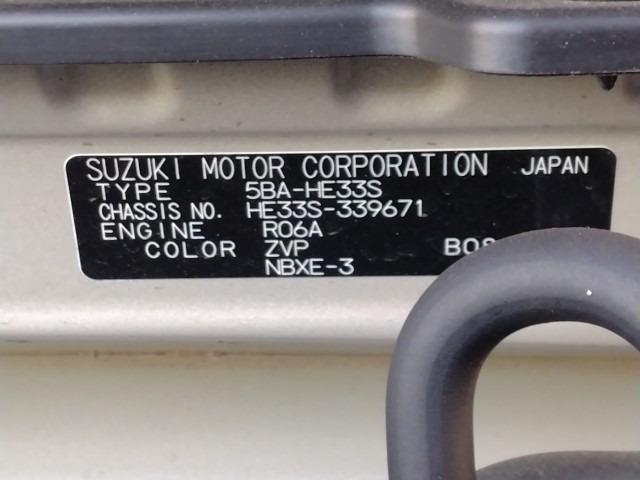 SUZUKI MOTOR CORPORATION JAPAN
TYPE 5BA-HE33S
CHASSIS NO. HE33S-339671
ENGINE R06A
COLOR ZVP
NBXE-3